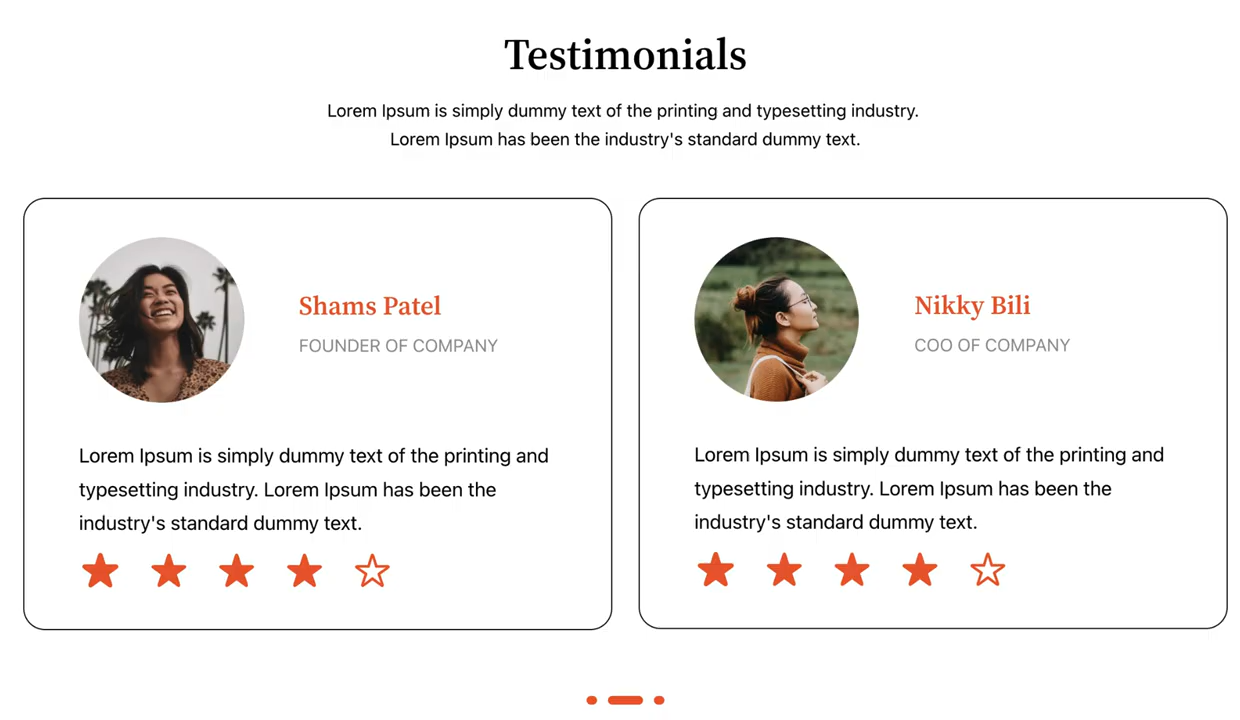 Testimonials
Lorem Ipsum is simply dummy text of the printing and typesetting industry.
Lorem Ipsum has been the industry's standard dummy text.
Shams Patel
FOUNDER OF COMPANY
Lorem Ipsum is simply dummy text of the printing and
typesetting industry. Lorem Ipsum has been the
industry's standard dummy text.
Nikky Bili
COO OF COMPANY
Lorem Ipsum is simply dummy text of the printing and
typesetting industry. Lorem Ipsum has been the
industry's standard dummy text.